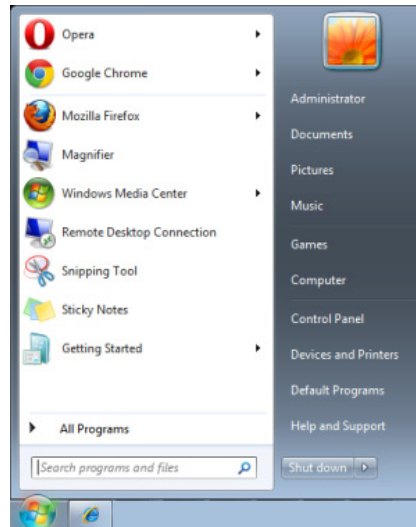 Opera
Google Chrome
Mozilla Firefox
Magnifier
Windows Media Center
Remote Desktop Connection
Snipping Tool
Sticky Notes
Getting Started
All Programs
Search programs and files
Administrator
Documents
Pictures
Music
Games
Computer
Control Panel
Devices and Printers
Default Programs
Help and Support
Shut down